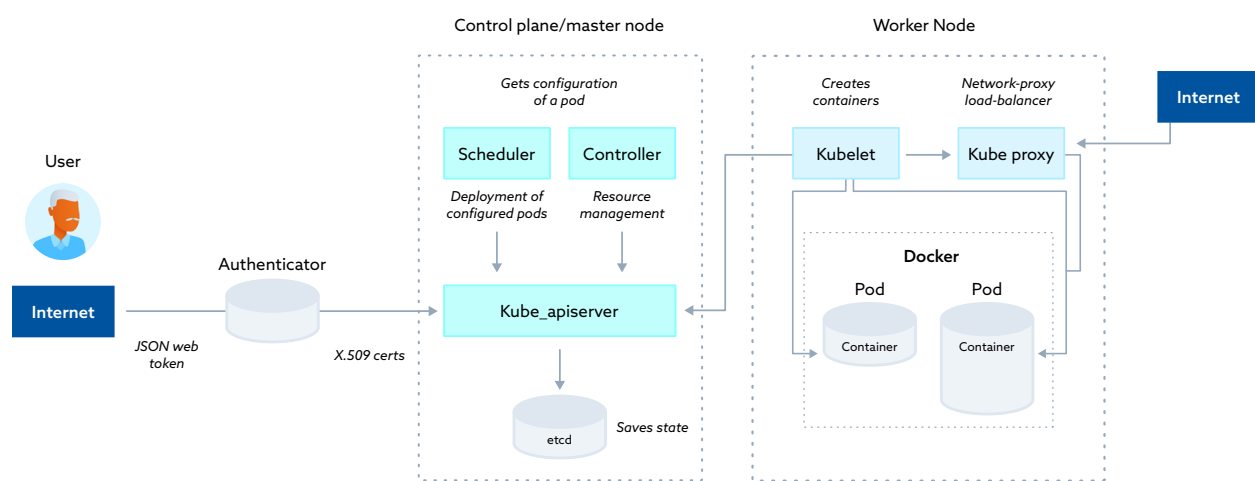 Control plane/master node
Worker Node
Gets configuration
of a pod
Creates
containers
Network-proxy
load-balancer
Internet
Scheduler
Controller
Kubelet
Kube proxy
User
Deployment of
configured pods
Resource
management
Docker
Authenticator
Pod
Pod
Internet
Kube_apiserver
JSON web
token
X.509 certs
Container
Container
Saves state
etcd